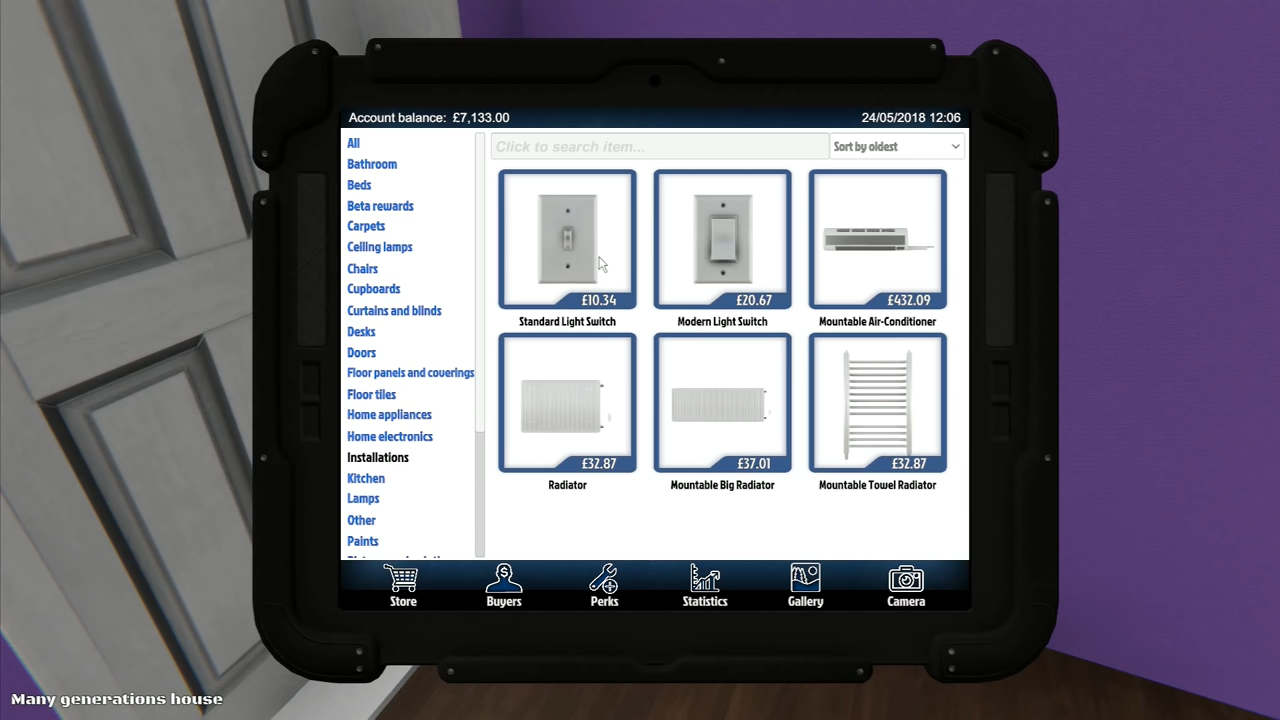 Account balance: £7,133.00
24/05/2018 12:06
All
Bathroom
Beds
Beta rewards
Carpets
Ceiling lamps
Chairs
Cupboards
Curtains and blinds
Desks
Doors
Floor panels and coverings
Floor tiles
Home appliances
Home electronics
Installations
Kitchen
Lamps
Other
Paints
Click to search item...
Sort by oldest
£10.34
£20.67
£432.09
Standard Light Switch
Modern Light Switch
Mountable Air-Conditioner
£32.87
£37.01
£32.87
Radiator
Mountable Big Radiator
Mountable Towel Radiator
Store
Buyers
Perks
Statistics
Gallery
Camera
Many generations house